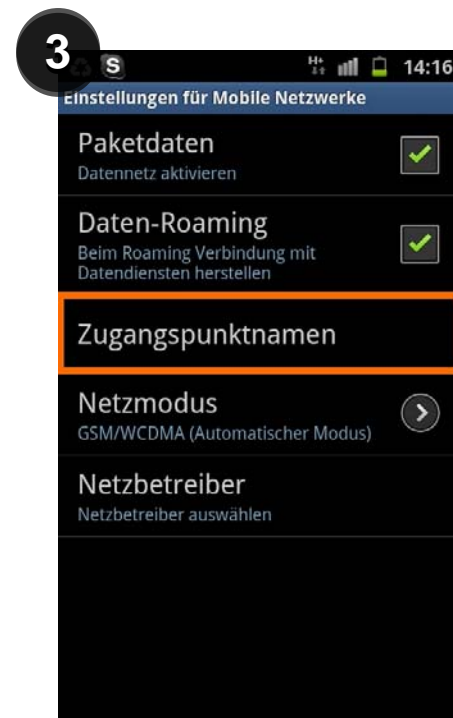 3
S
H+
14:16
Einstellungen für Mobile Netzwerke
Paketdaten
Datennetz aktivieren
Daten-Roaming
Beim Roaming Verbindung mit
Datendiensten herstellen
Zugangspunktnamen
Netzmodus
GSM/WCDMA (Automatischer Modus)
Netzbetreiber
Netzbetreiber auswählen